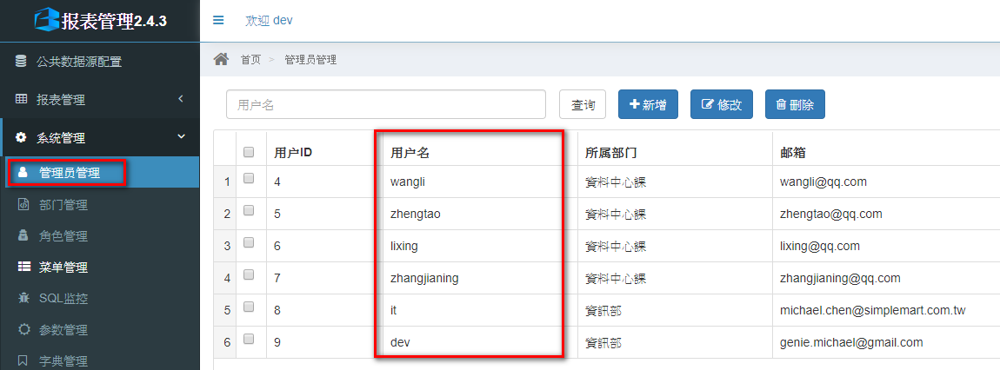 报表管理2.4.3
欢迎 dev
公共数据源配置
报表管理
系统管理
管理员管理
部门管理
角色管理
菜单管理
SQL监控
参数管理
字典管理
首页 > 管理员管理
用户名 查询 新增 修改 删除
用户ID 用户名 所属部门 邮箱
1 4 wangli 資料中心課 wangli@qq.com
2 5 zhengtao 資料中心課 zhengtao@qq.com
3 6 lixing 資料中心課 lixing@qq.com
4 7 zhangjianing 資料中心課 zhangjianing@qq.com
5 8 it 資訊部 michael.chen@simplemart.com.tw
6 9 dev 資訊部 genie.michael@gmail.com